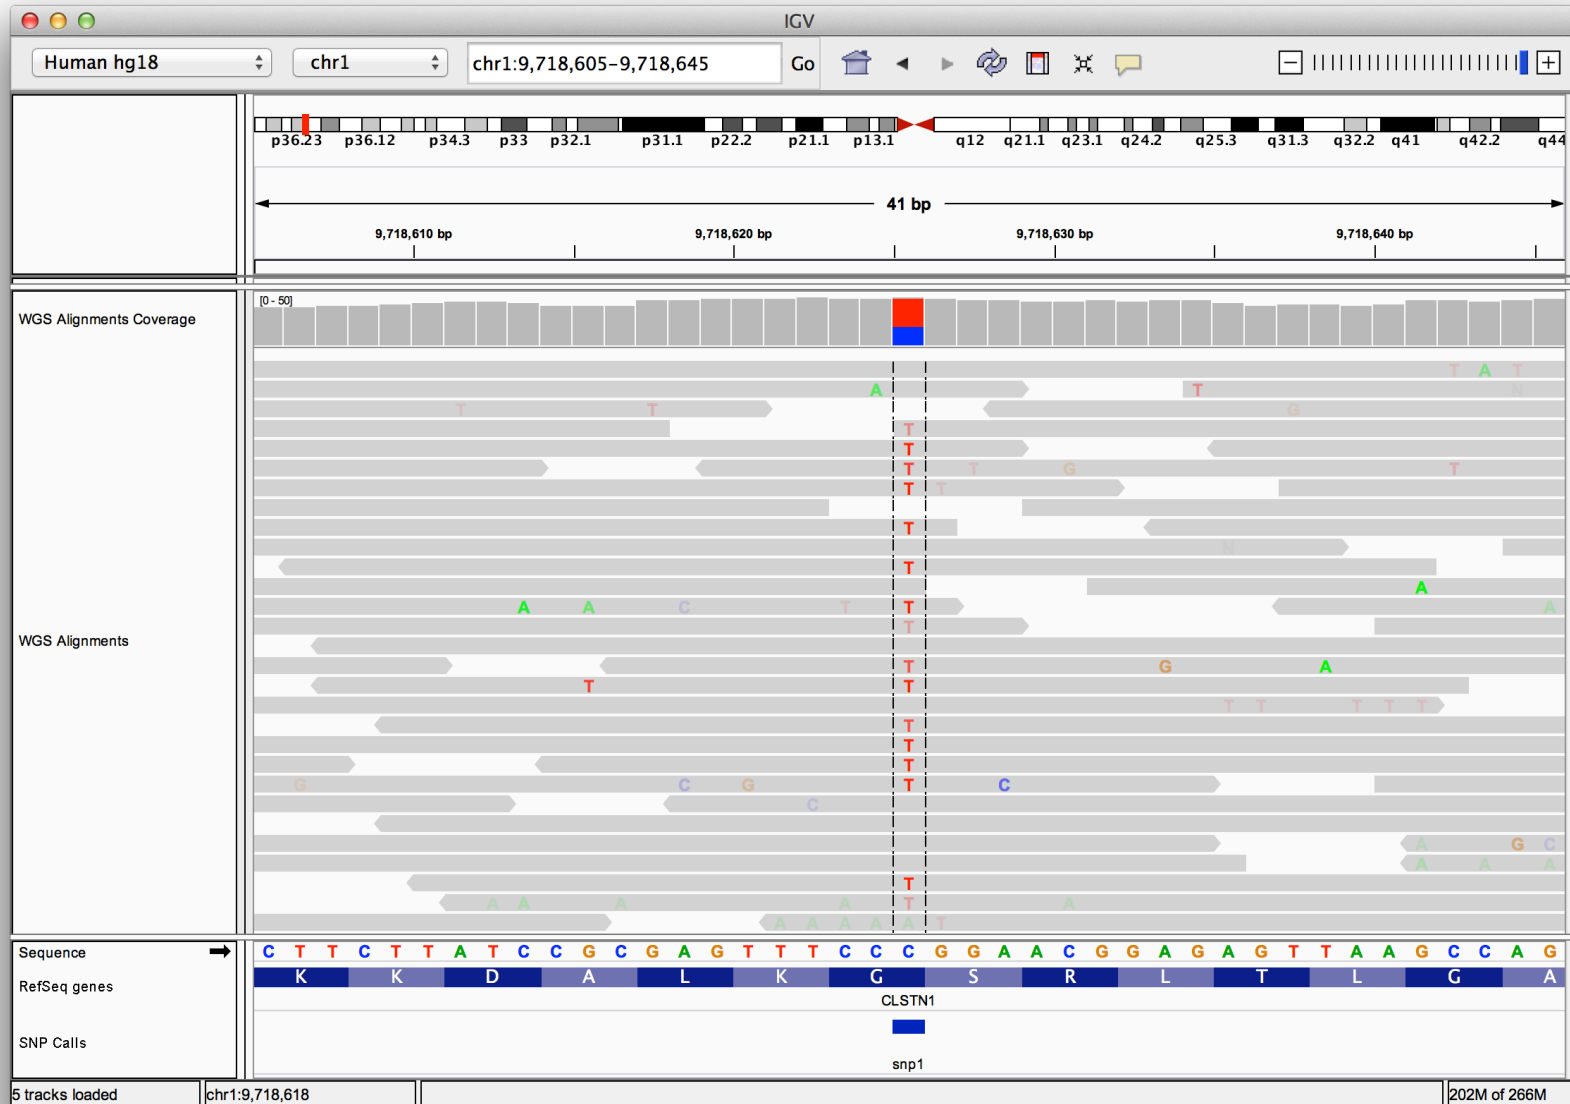 IGV
Human hg18 chr1 chr1:9,718,605-9,718,645 Go
p36.23 p36.12 p34.3 p33 p32.1 p31.1 p22.2 p21.1 p13.1 q12 q21.1 q23.1 q24.2 q25.3 q31.3 q32.2 q41 q42.2 q44
41 bp
9,718,610 bp 9,718,620 bp 9,718,630 bp 9,718,640 bp
[0 - 50]
WGS Alignments Coverage
T A T
A T N
T T G
T
T
T T G T
T T
T
N
T
A
A A C T T A
T
WGS Alignments
T G A
T T
T T T T T
T
T
T
G C G T C
C
A G C
A A A
T
A A A A T A
A A A A A T
Sequence C T T C T T A T C C G C G A G T T T C C C G G A A C G G A G A G T T A A G C C A G
RefSeq genes K K D A L K G S R L T L G A
CLSTN1
SNP Calls
snp1
5 tracks loaded chr1:9,718,618 202M of 266M